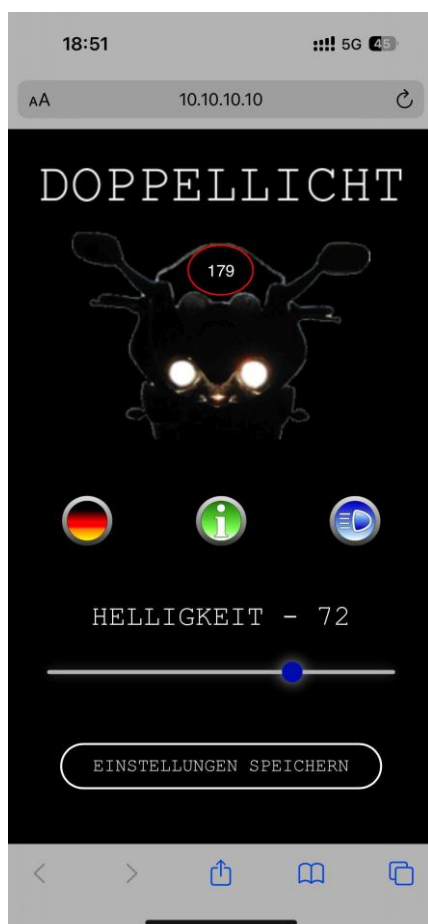 18:51 5G 45
AA 10.10.10.10
DOPPELLICHT
179
HELLIGKEIT - 72
EINSTELLUNGEN SPEICHERN